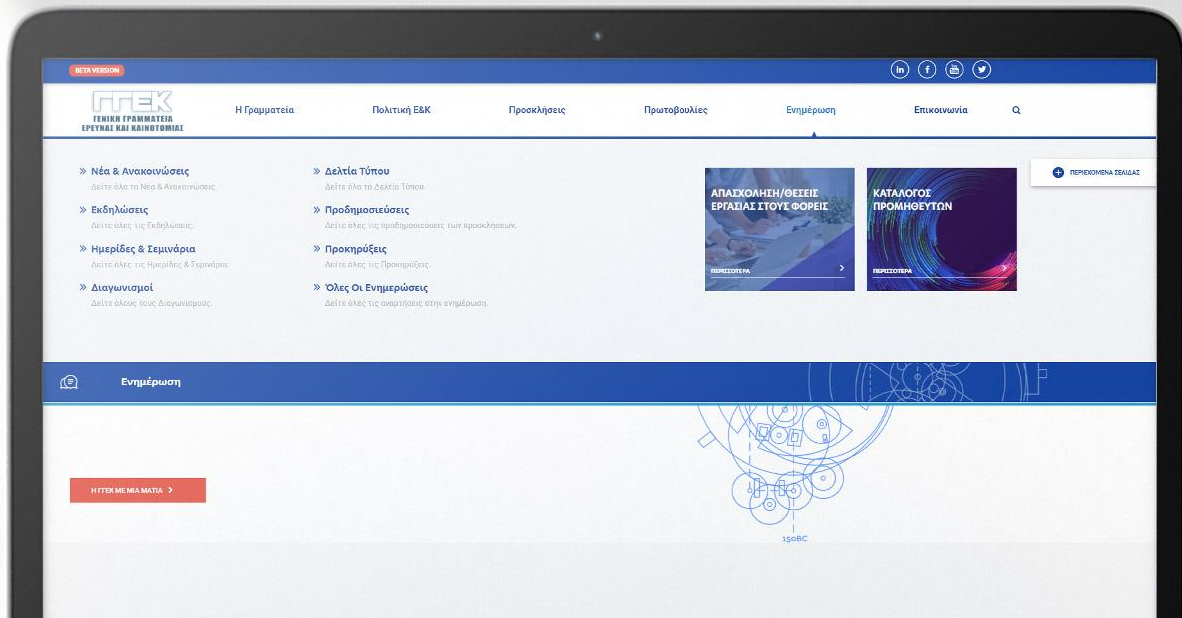 BETA VERSION
ΓΓΕΚ
ΓΕΝΙΚΗ ΓΡΑΜΜΑΤΕΙΑ
ΕΡΕΥΝΑΣ ΚΑΙ ΚΑΙΝΟΤΟΜΙΑΣ
Η Γραμματεία
Πολιτική Ε&Κ
Προσκλήσεις
Πρωτοβουλίες
Ενημέρωση
Επικοινωνία
» Νέα & Ανακοινώσεις
Δείτε όλα τα Νέα & Ανακοινώσεις.
» Εκδηλώσεις
Δείτε όλες τις Εκδηλώσεις.
» Ημερίδες & Σεμινάρια
Δείτε όλες τις Ημερίδες & Σεμινάρια.
» Διαγωνισμοί
Δείτε όλους τους Διαγωνισμούς.
» Δελτία Τύπου
Δείτε όλα τα Δελτία Τύπου.
» Προδημοσιεύσεις
Δείτε όλες τις προδημοσιεύσεις των προσκλήσεων.
» Προκηρύξεις
Δείτε όλες τις Προκηρύξεις.
» Όλες Οι Ενημερώσεις
Δείτε όλες τις αναρτήσεις στην ενημέρωση.
ΑΠΑΣΧΟΛΗΣΗ/ΘΕΣΕΙΣ
ΕΡΓΑΣΙΑΣ ΣΤΟΥΣ ΦΟΡΕΙΣ
ΠΕΡΙΣΣΟΤΕΡΑ
ΚΑΤΑΛΟΓΟΣ
ΠΡΟΜΗΘΕΥΤΩΝ
ΠΕΡΙΣΣΟΤΕΡΑ
ΠΕΡΙΕΧΟΜΕΝΑ ΣΕΛΙΔΑΣ
Ενημέρωση
Η ΓΓΕΚ ΜΕ ΜΙΑ ΜΑΤΙΑ
150BC